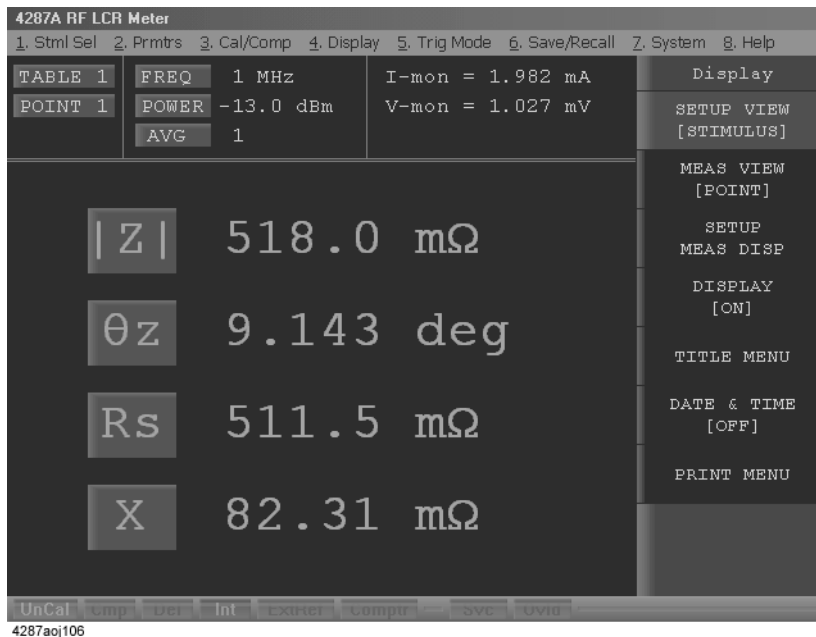 4287A RF LCR Meter
1. Stml Sel 2. Prmtrs 3. Cal/Comp 4. Display 5. Trig Mode 6. Save/Recall 7. System 8. Help
TABLE 1 FREQ 1 MHz I-mon = 1.982 mA
POINT 1 POWER -13.0 dBm V-mon = 1.027 mV
AVG 1
|Z| 518.0 mΩ
θz 9.143 deg
Rs 511.5 mΩ
X 82.31 mΩ
Display
SETUP VIEW
[STIMULUS]
MEAS VIEW
[POINT]
SETUP
MEAS DISP
DISPLAY
[ON]
TITLE MENU
DATE & TIME
[OFF]
PRINT MENU
UnCal Cmp Del Int ExtRef Comptr --- Svc Ovld
4287aoj106